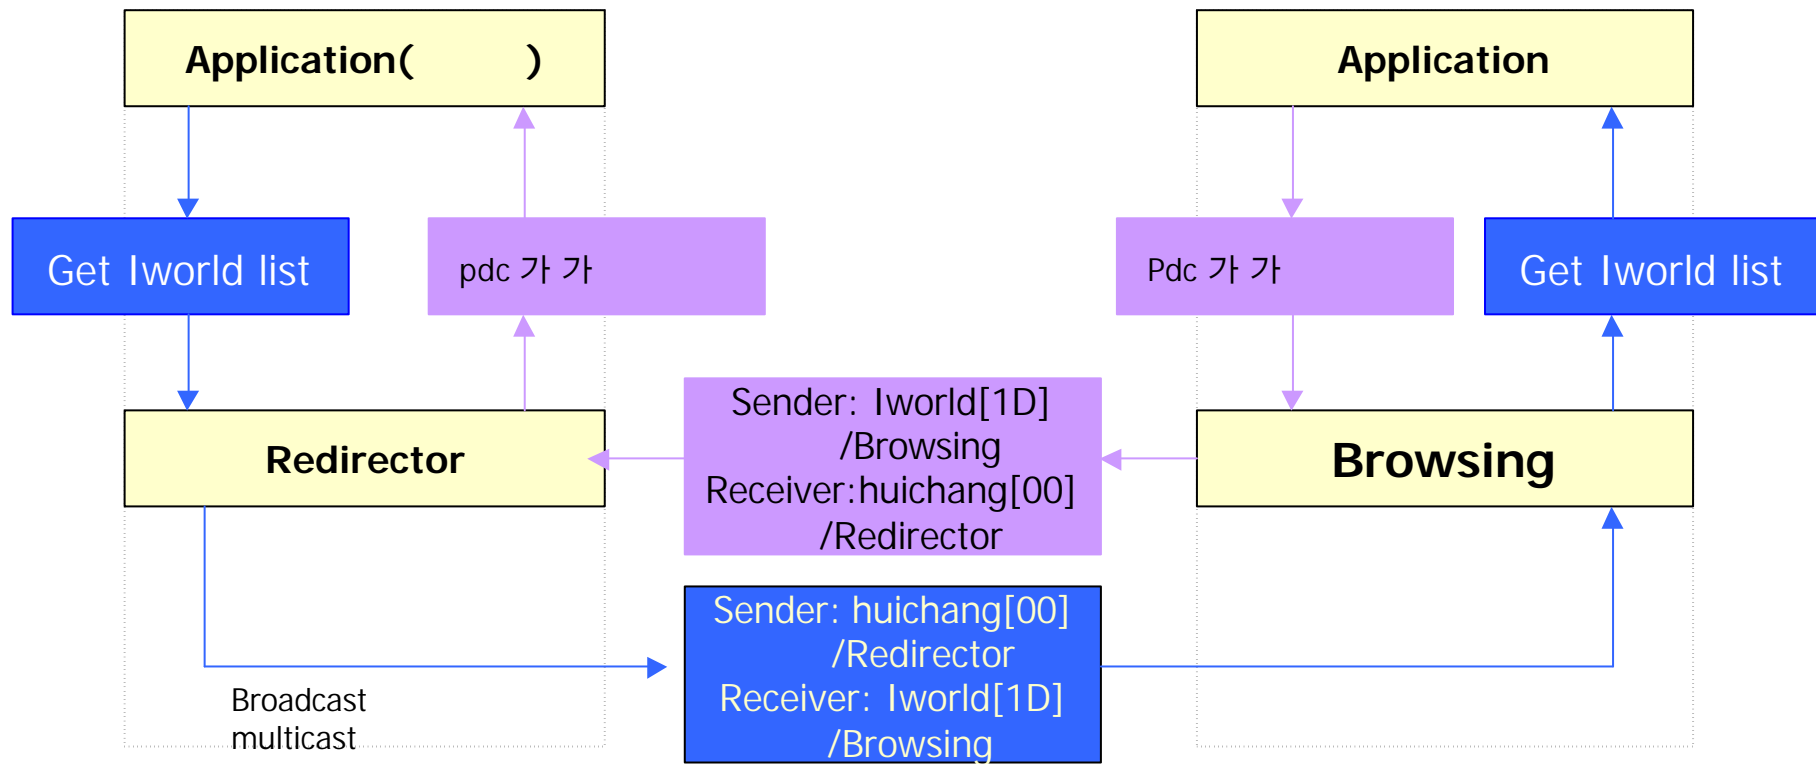 Application(          )
Application
Get Iworld list
pdc 가 가
Pdc 가 가
Get Iworld list
Redirector
Sender: Iworld[1D]
/Browsing
Receiver:huichang[00]
/Redirector
Browsing
Sender: huichang[00]
/Redirector
Receiver: Iworld[1D]
/Browsing
Broadcast
multicast